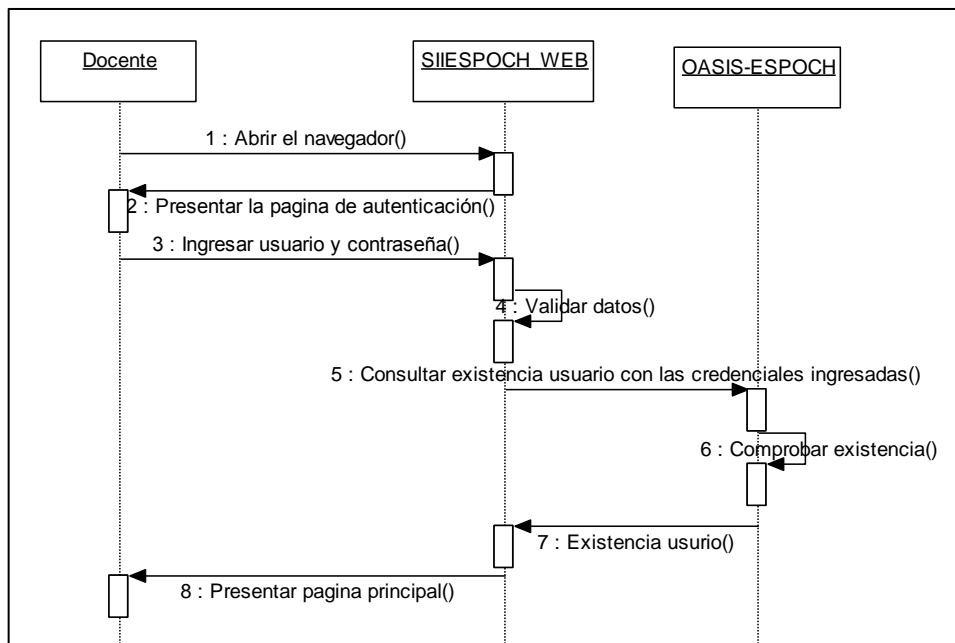 Docente
SIIESPOCH_WEB
OASIS-ESPOCH
1 : Abrir el navegador()
2 : Presentar la pagina de autenticación()
3 : Ingresar usuario y contraseña()
4 : Validar datos()
5 : Consultar existencia usuario con las credenciales ingresadas()
6 : Comprobar existencia()
7 : Existencia usurio()
8 : Presentar pagina principal()